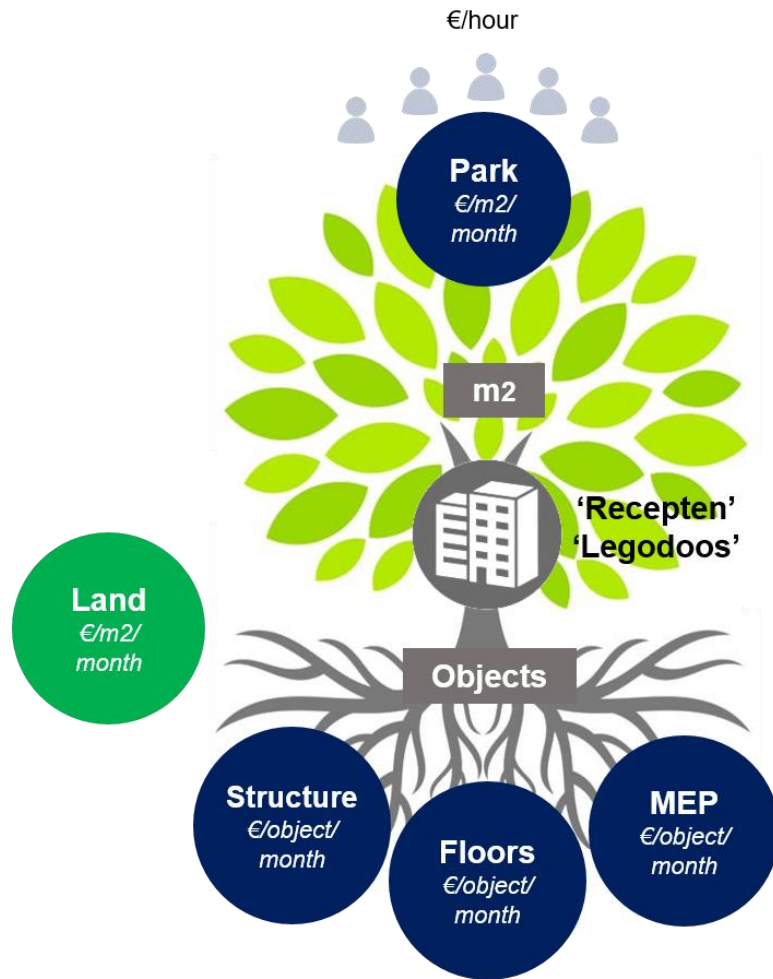 €/hour
Park
€/m2/
month
m2
‘Recepten’
‘Legodoos’
Land
€/m2/
month
Objects
Structure
€/object/
month
Floors
€/object/
month
MEP
€/object/
month